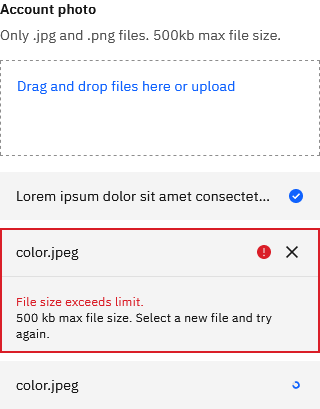 Account photo
Only .jpg and .png files. 500kb max file size.
Drag and drop files here or upload
Lorem ipsum dolor sit amet consectet...
color.jpeg
File size exceeds limit.
500 kb max file size. Select a new file and try
again.
color.jpeg